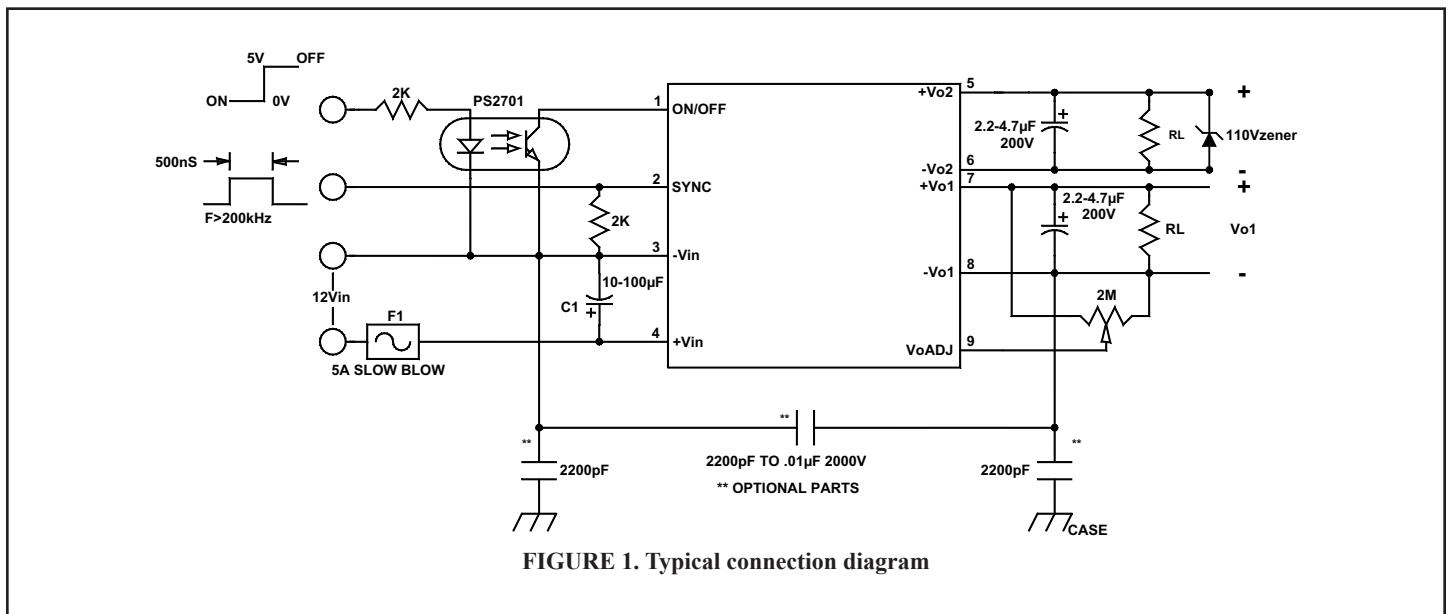 5V OFF
ON 0V
2K
PS2701
1 ON/OFF
500nS
F>200kHz
2 SYNC
2K
3 -Vin
10-100µF
C1 +
12Vin
F1
4 +Vin
5A SLOW BLOW
+Vo2 5
+
2.2-4.7µF
200V
RL
110Vzener
+
-Vo2 6
-
+Vo1 7
+
2.2-4.7µF
200V
+
RL
Vo1
-Vo1 8
-
2M
VoADJ 9
**
2200pF
**
2200pF TO .01µF 2000V
** OPTIONAL PARTS
**
2200pF
CASE
FIGURE 1. Typical connection diagram